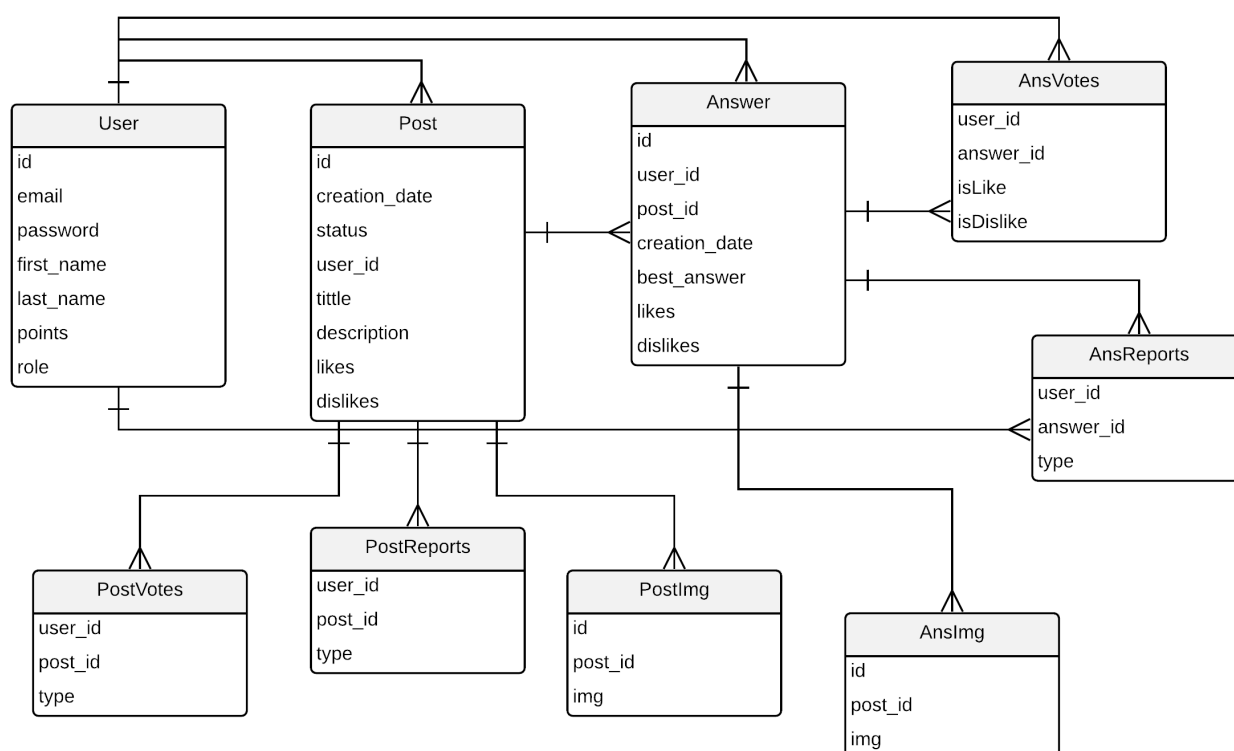 User
id
email
password
first_name
last_name
points
role
Post
id
creation_date
status
user_id
tittle
description
likes
dislikes
Answer
id
user_id
post_id
creation_date
best_answer
likes
dislikes
AnsVotes
user_id
answer_id
isLike
isDislike
AnsReports
user_id
answer_id
type
PostVotes
user_id
post_id
type
PostReports
user_id
post_id
type
PostImg
id
post_id
img
AnsImg
id
post_id
img